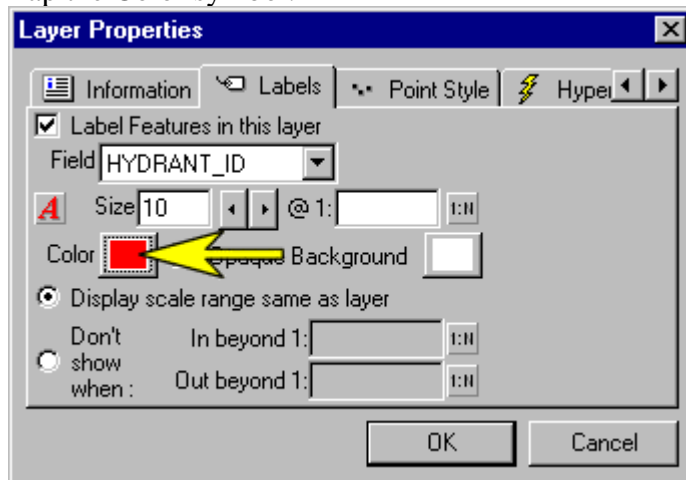 Layer Properties
Information Labels Point Style Hyper
Label Features in this layer
Field HYDRANT_ID
A Size 10 @ 1: 1:N
Color Opaque Background
Display scale range same as layer
Don't show when : In beyond 1: 1:N
Out beyond 1: 1:N
OK Cancel